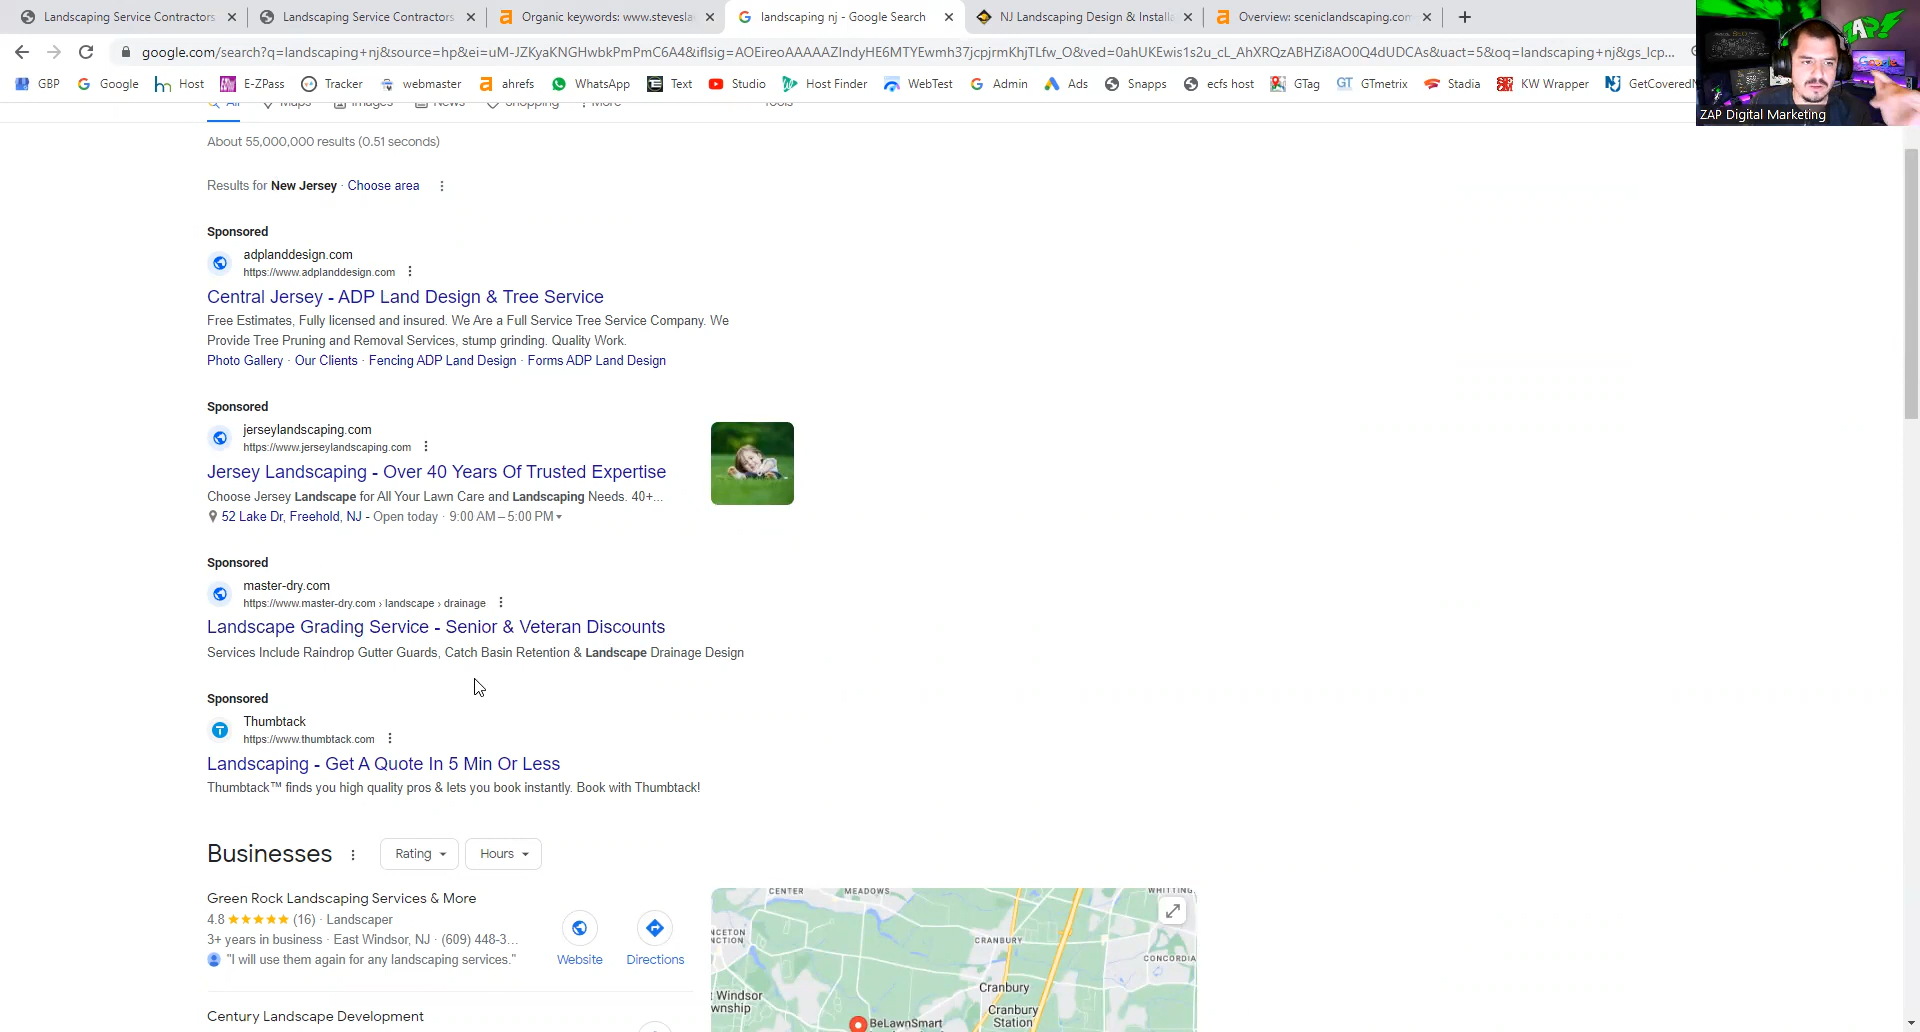 Landscaping Service Contractors
Landscaping Service Contractors
Organic keywords: www.stevesla
landscaping nj - Google Search
NJ Landscaping Design & Installa
Overview: sceniclandscaping.com
google.com/search?q=landscaping+nj&source=hp&ei=uM-JZKyaKNGHwbkPmPmC6A4&iflsig=AOEireoAAAAAZIndyHE6MTYEwmh37jcpjrmKhjTLfw_O&ved=0ahUKEwis1s2u_cL_AhXRQzABHZi8AO0Q4dUDCAs&uact=5&oq=landscaping+nj&gs_lcp...
GBP
Google
Host
E-ZPass
Tracker
webmaster
ahrefs
WhatsApp
Text
Studio
Host Finder
WebTest
Admin
Ads
Snapps
ecfs host
GTag
GT GTmetrix
Stadia
KW Wrapper
GetCoveredN
ZAP!
Google
ZAP Digital Marketing
All
Maps
Images
News
Shopping
More
Tools
About 55,000,000 results (0.51 seconds)
Results for New Jersey · Choose area
Sponsored
adplanddesign.com
https://www.adplanddesign.com
Central Jersey - ADP Land Design & Tree Service
Free Estimates, Fully licensed and insured. We Are a Full Service Tree Service Company. We
Provide Tree Pruning and Removal Services, stump grinding. Quality Work.
Photo Gallery · Our Clients · Fencing ADP Land Design · Forms ADP Land Design
Sponsored
jerseylandscaping.com
https://www.jerseylandscaping.com
Jersey Landscaping - Over 40 Years Of Trusted Expertise
Choose Jersey Landscape for All Your Lawn Care and Landscaping Needs. 40+...
52 Lake Dr, Freehold, NJ - Open today · 9:00 AM – 5:00 PM
Sponsored
master-dry.com
https://www.master-dry.com › landscape › drainage
Landscape Grading Service - Senior & Veteran Discounts
Services Include Raindrop Gutter Guards, Catch Basin Retention & Landscape Drainage Design
Sponsored
Thumbtack
https://www.thumbtack.com
Landscaping - Get A Quote In 5 Min Or Less
Thumbtack™ finds you high quality pros & lets you book instantly. Book with Thumbtack!
Businesses
Rating
Hours
Green Rock Landscaping Services & More
4.8 (16) · Landscaper
3+ years in business · East Windsor, NJ · (609) 448-3...
"I will use them again for any landscaping services."
Website
Directions
Century Landscape Development
CENTER
MEADOWS
WHITTING
NCETON
NCTION
CRANBURY
CONCORDIA
Cranbury
t Windsor
wnship
Cranbury
Station
BeLawnSmart